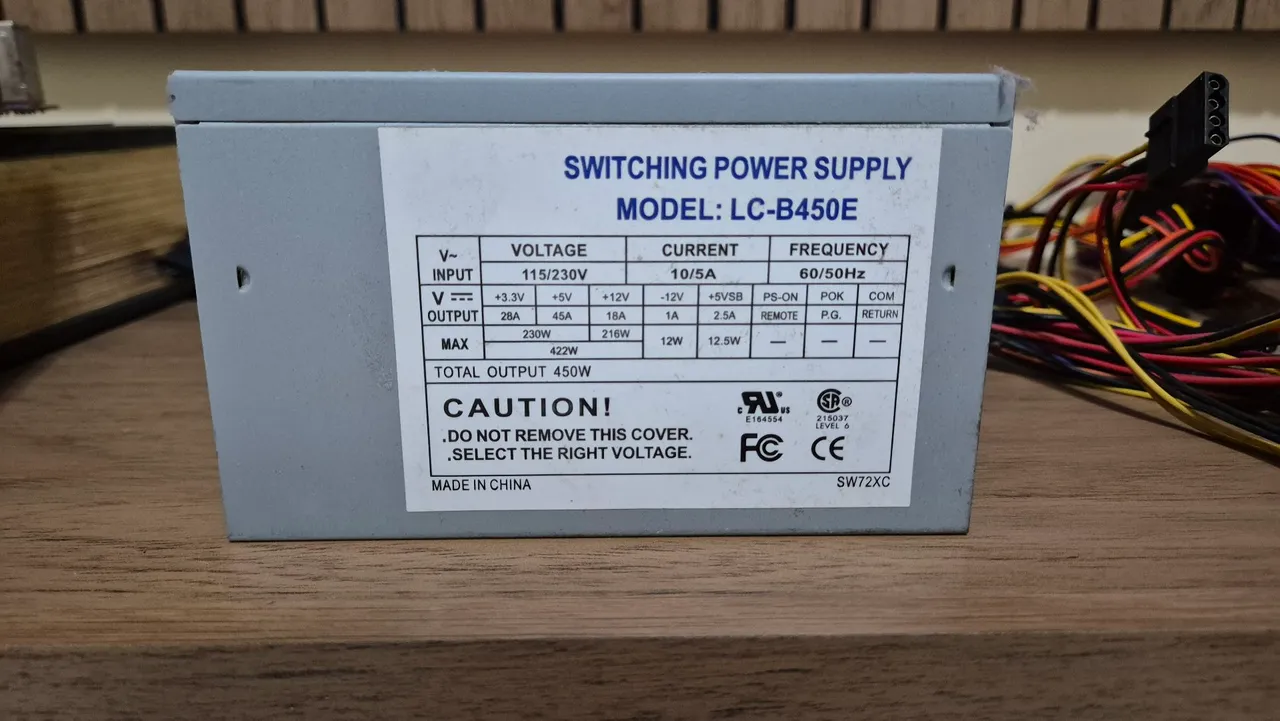 SWITCHING POWER SUPPLY
MODEL: LC-B450E
V~ INPUT VOLTAGE CURRENT FREQUENCY
115/230V 10/5A 60/50Hz
V OUTPUT +3.3V +5V +12V -12V +5VSB PS-ON POK COM
28A 45A 18A 1A 2.5A REMOTE P.G. RETURN
MAX 230W 216W 12W 12.5W — — —
422W
TOTAL OUTPUT 450W
CAUTION!
.DO NOT REMOVE THIS COVER.
.SELECT THE RIGHT VOLTAGE.
c RU ® US
E164554
SA ®
215037
LEVEL 6
FC CE
MADE IN CHINA
SW72XC